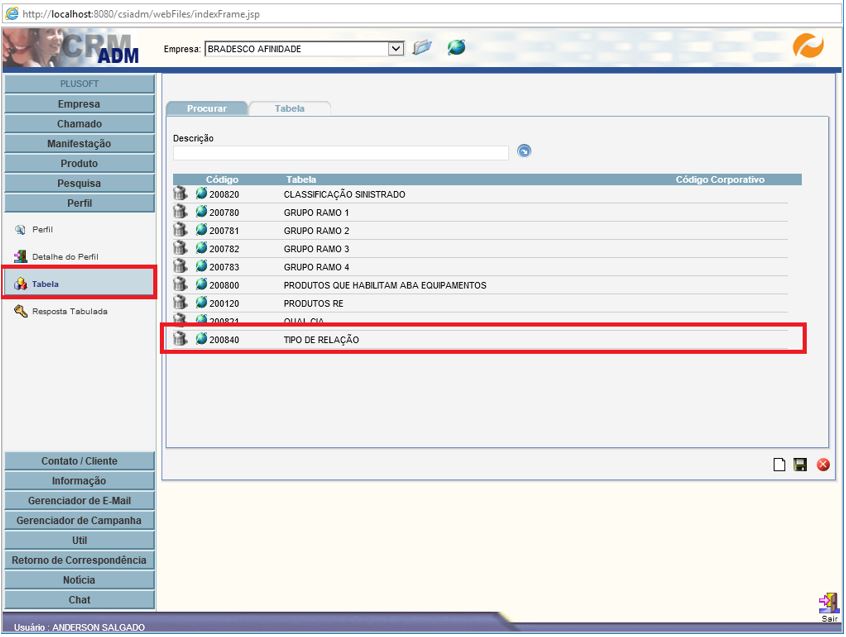 http://localhost:8080/csiadm/webFiles/indexFrame.jsp
CRM ADM
Empresa: BRADESCO AFINIDADE
PLUSOFT
Empresa
Chamado
Manifestação
Produto
Pesquisa
Perfil
Perfil
Detalhe do Perfil
Tabela
Resposta Tabulada
Contato / Cliente
Informação
Gerenciador de E-Mail
Gerenciador de Campanha
Util
Retorno de Correspondência
Notícia
Chat
Procurar Tabela
Descrição
Código Tabela Código Corporativo
200820 CLASSIFICAÇÃO SINISTRADO
200780 GRUPO RAMO 1
200781 GRUPO RAMO 2
200782 GRUPO RAMO 3
200783 GRUPO RAMO 4
200800 PRODUTOS QUE HABILITAM ABA EQUIPAMENTOS
200120 PRODUTOS RE
200821 QUAL CIA
200840 TIPO DE RELAÇÃO
Sair
Usuário : ANDERSON SALGADO